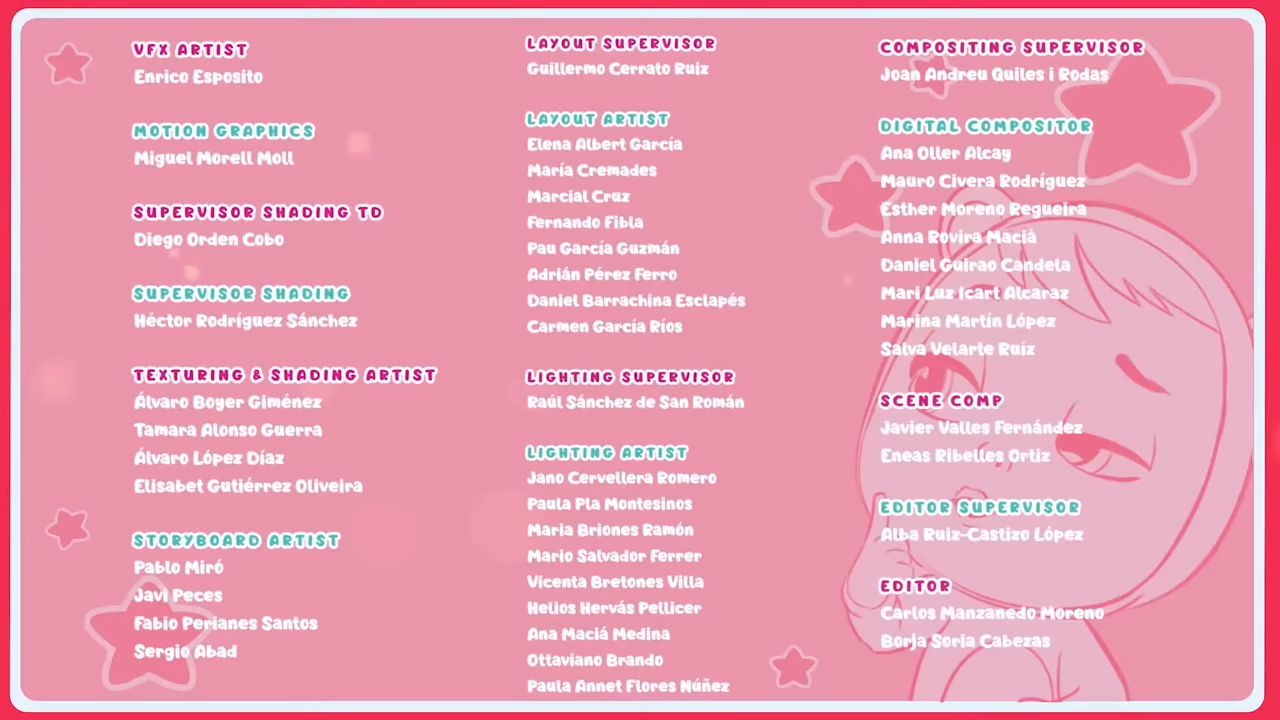 VFX ARTIST
Enrico Esposito
MOTION GRAPHICS
Miguel Morell Moll
SUPERVISOR SHADING TD
Diego Orden Cobo
SUPERVISOR SHADING
Héctor Rodríguez Sánchez
TEXTURING & SHADING ARTIST
Álvaro Boyer Giménez
Tamara Alonso Guerra
Álvaro López Díaz
Elisabet Gutiérrez Oliveira
STORYBOARD ARTIST
Pablo Miró
Javi Peces
Fabio Perianes Santos
Sergio Abad
LAYOUT SUPERVISOR
Guillermo Cerrato Ruiz
LAYOUT ARTIST
Elena Albert García
María Cremades
Marcial Cruz
Fernando Fibla
Pau García Guzmán
Adrián Pérez Ferro
Daniel Barrachina Esclapés
Carmen García Ríos
LIGHTING SUPERVISOR
Raúl Sánchez de San Román
LIGHTING ARTIST
Jano Cervellera Romero
Paula Pla Montesinos
Maria Briones Ramón
Mario Salvador Ferrer
Vicenta Bretones Villa
Helios Hervás Pellicer
Ana Maciá Medina
Ottaviano Brando
Paula Annet Flores Núñez
COMPOSITING SUPERVISOR
Joan Andreu Quiles i Rodas
DIGITAL COMPOSITOR
Ana Oller Alcay
Mauro Civera Rodríguez
Esther Moreno Regueira
Anna Rovira Macià
Daniel Guirao Candela
Mari Luz Icart Alcaraz
Marina Martín López
Salva Velarte Ruíz
SCENE COMP
Javier Valles Fernández
Eneas Ribelles Ortiz
EDITOR SUPERVISOR
Alba Ruiz-Castizo López
EDITOR
Carlos Manzanedo Moreno
Borja Soria Cabezas